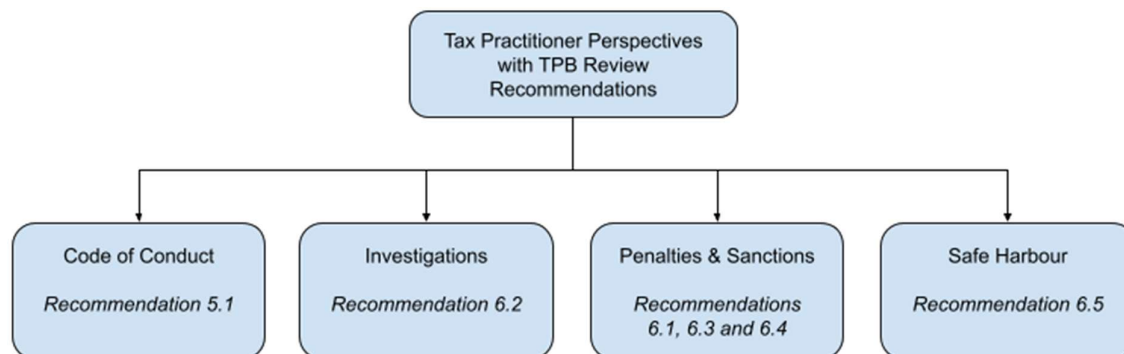 Tax Practitioner Perspectives
with TPB Review
Recommendations
Code of Conduct
Recommendation 5.1
Investigations
Recommendation 6.2
Penalties & Sanctions
Recommendations
6.1, 6.3 and 6.4
Safe Harbour
Recommendation 6.5